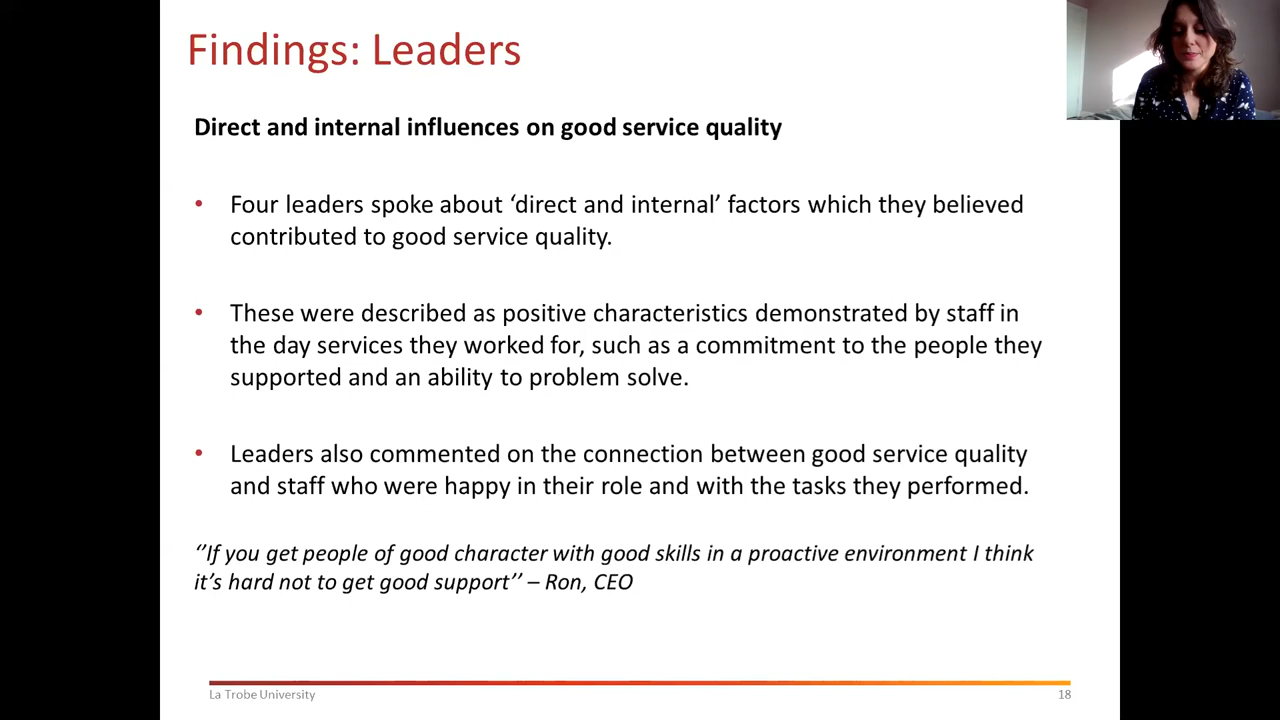 Findings: Leaders
Direct and internal influences on good service quality
• Four leaders spoke about ‘direct and internal’ factors which they believed
contributed to good service quality.
• These were described as positive characteristics demonstrated by staff in
the day services they worked for, such as a commitment to the people they
supported and an ability to problem solve.
• Leaders also commented on the connection between good service quality
and staff who were happy in their role and with the tasks they performed.
‘’If you get people of good character with good skills in a proactive environment I think
it’s hard not to get good support’’ – Ron, CEO
La Trobe University
18